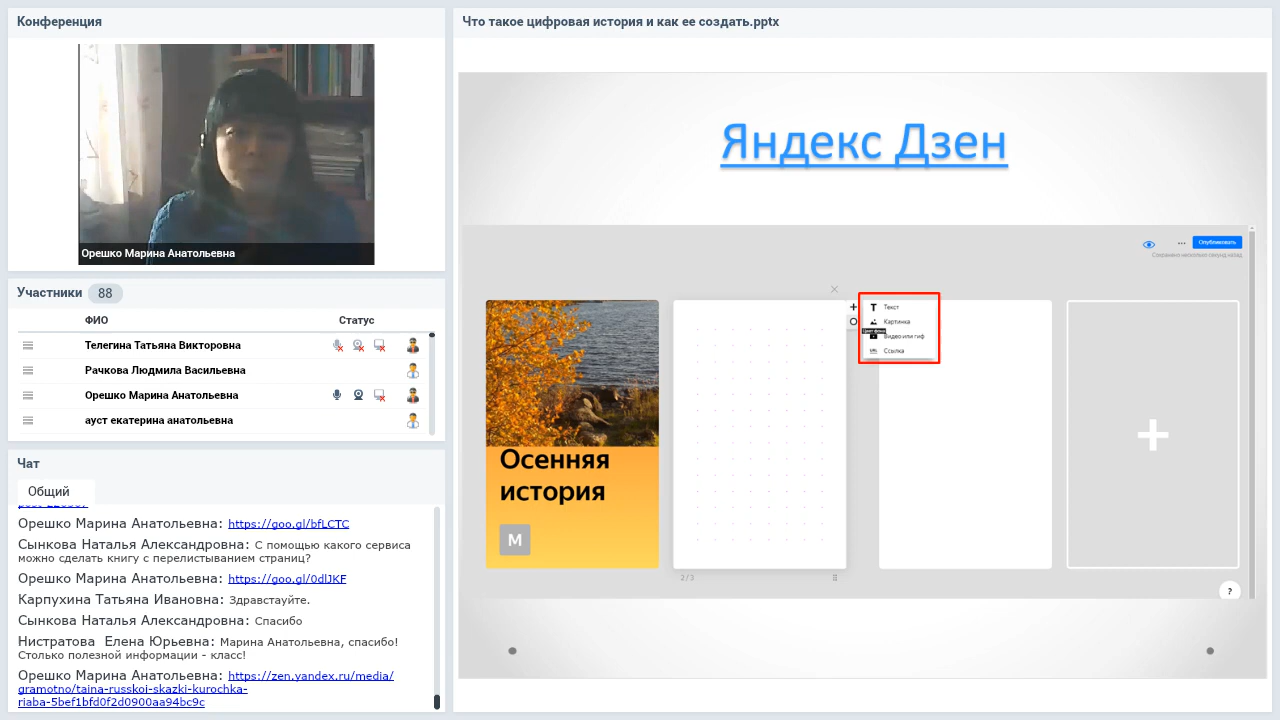 Конференция
Орешко Марина Анатольевна
Участники 88
ФИО Статус
Телегина Татьяна Викторовна
Рачкова Людмила Васильевна
Орешко Марина Анатольевна
ауст екатерина анатольевна
Чат
Общий
Орешко Марина Анатольевна: https://goo.gl/bfLCTC
Сынкова Наталья Александровна: С помощью какого сервиса
можно сделать книгу с перелистыванием страниц?
Орешко Марина Анатольевна: https://goo.gl/0dlJKF
Карпухина Татьяна Ивановна: Здравстауйте.
Сынкова Наталья Александровна: Спасибо
Нистратова Елена Юрьевна: Марина Анатольевна, спасибо!
Столько полезной информации - класс!
Орешко Марина Анатольевна: https://zen.yandex.ru/media/
gramotno/taina-russkoi-skazki-kurochka-
riaba-5bef1bfd0f2d0900aa94bc9c
Что такое цифровая история и как ее создать.pptx
Яндекс Дзен
Опубликовать
Сохранено несколько секунд назад
Осенняя
история
М
2/3
Текст
Картинка
Видео или гиф
Ссылка
?